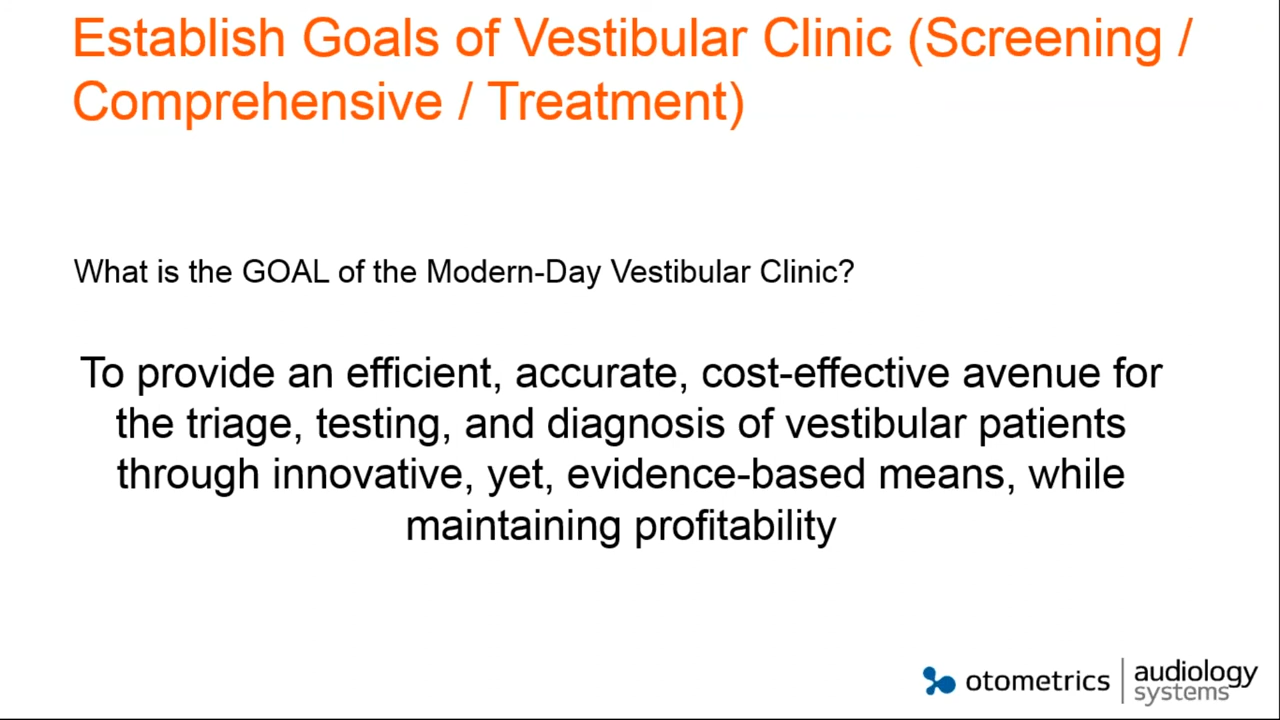 Establish Goals of Vestibular Clinic (Screening /
Comprehensive / Treatment)
What is the GOAL of the Modern-Day Vestibular Clinic?
To provide an efficient, accurate, cost-effective avenue for
the triage, testing, and diagnosis of vestibular patients
through innovative, yet, evidence-based means, while
maintaining profitability
otometrics
audiology
systems